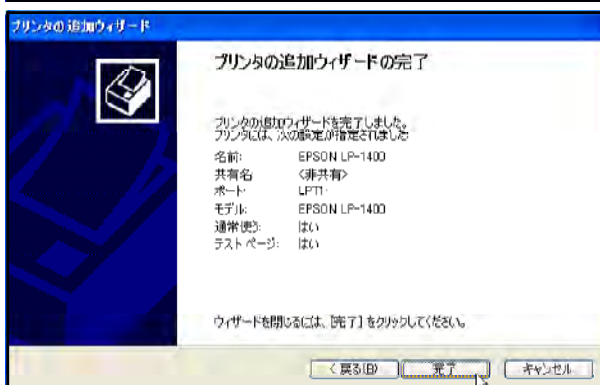 プリンタの追加ウィザード
プリンタの追加ウィザードの完了
プリンタの追加ウィザードを完了しました。
プリンタには、次の設定が指定されました
名前: EPSON LP-1400
共有名 <非共有>
ポート LPT1:
モデル: EPSON LP-1400
通常使う: はい
テスト ページ: はい
ウィザードを閉じるには、[完了] をクリックしてください。
< 戻る(B) 完了 キャンセル